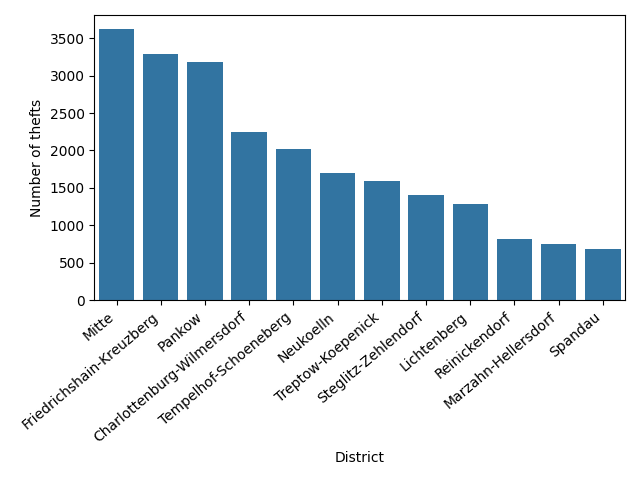 3500
3000
2500
2000
1500
1000
500
0
Number of thefts
Mitte
Friedrichshain-Kreuzberg
Pankow
Charlottenburg-Wilmersdorf
Tempelhof-Schoeneberg
Neukoelln
Treptow-Koepenick
Steglitz-Zehlendorf
Lichtenberg
Reinickendorf
Marzahn-Hellersdorf
Spandau
District